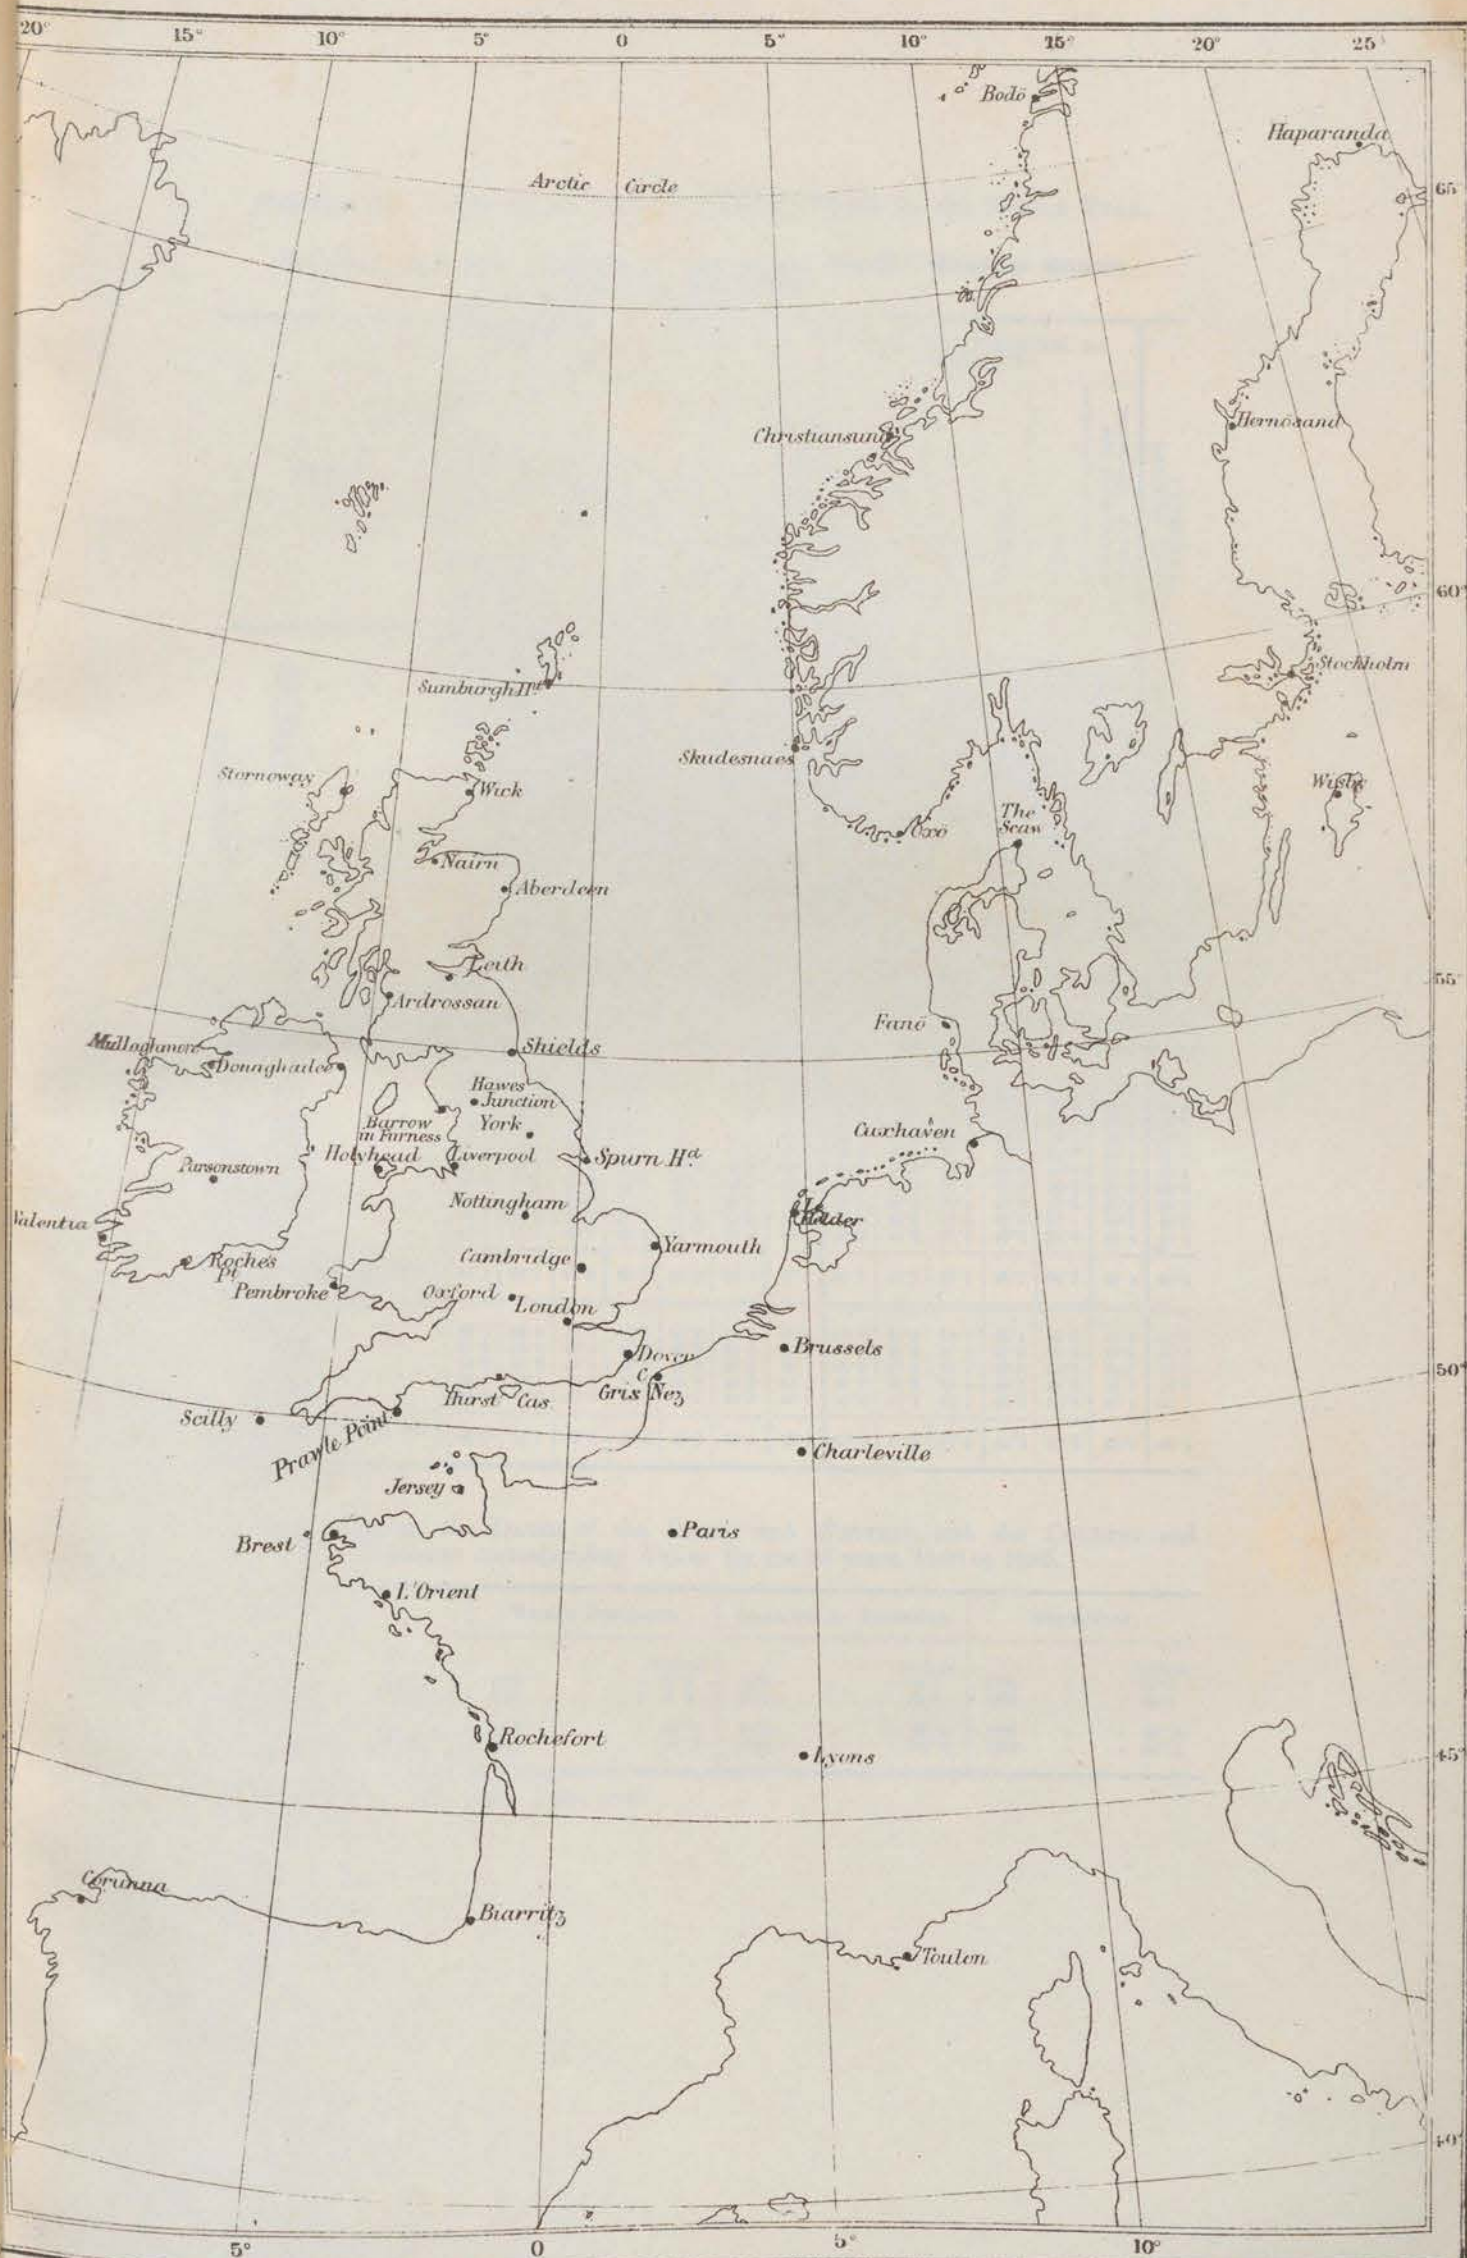 20° 15° 10° 5° 0 5° 10° 15° 20° 25°
Bodö
Haparanda
Arctic Circle
65°
Christiansund
Hernösand
60°
Sumburgh Hd.
Stockholm
Skudesnaes
Stornoway
Wick
Wisby
The
Scaw
Oxö
Nairn
Aberdeen
Leith
55°
Ardrossan
Fanö
Mullaghmore
Shields
Donaghadee
Hawes
Junction
Barrow
in Furness
York
Cuxhaven
Holyhead
Liverpool
Spurn Hd.
Parsonstown
Nottingham
Helder
Valentia
Yarmouth
Roche's
Pt.
Cambridge
Pembroke
Oxford
London
Brussels
Dover
50°
C.
Gris Nez
Hurst Cas
Scilly
Prawle Point
Charleville
Jersey
Brest
Paris
L'Orient
Rochefort
Lyons
45°
Corunna
Biarritz
Toulon
40°
5° 0 5° 10°